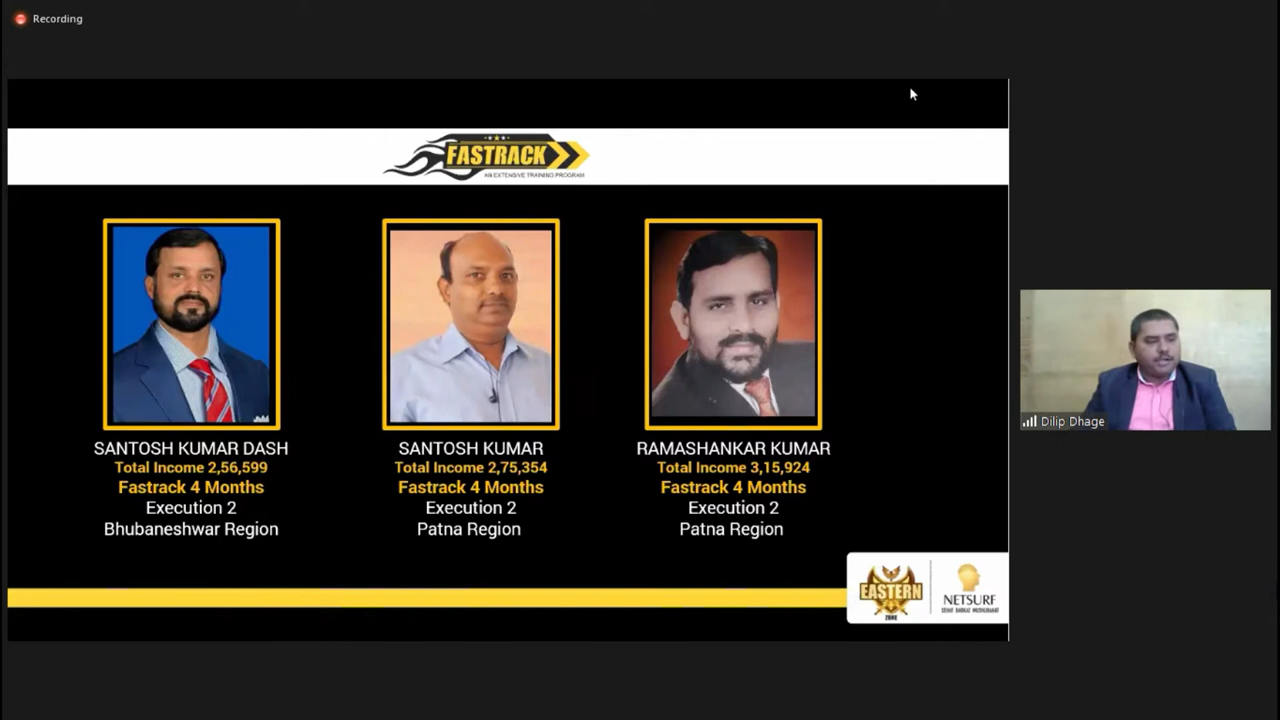 Recording
FASTRACK
AN EXTENSIVE TRAINING PROGRAM
SANTOSH KUMAR DASH
Total Income 2,56,599
Fastrack 4 Months
Execution 2
Bhubaneshwar Region
SANTOSH KUMAR
Total Income 2,75,354
Fastrack 4 Months
Execution 2
Patna Region
RAMASHANKAR KUMAR
Total Income 3,15,924
Fastrack 4 Months
Execution 2
Patna Region
Dilip Dhage
EASTERN
ZONE
NETSURF